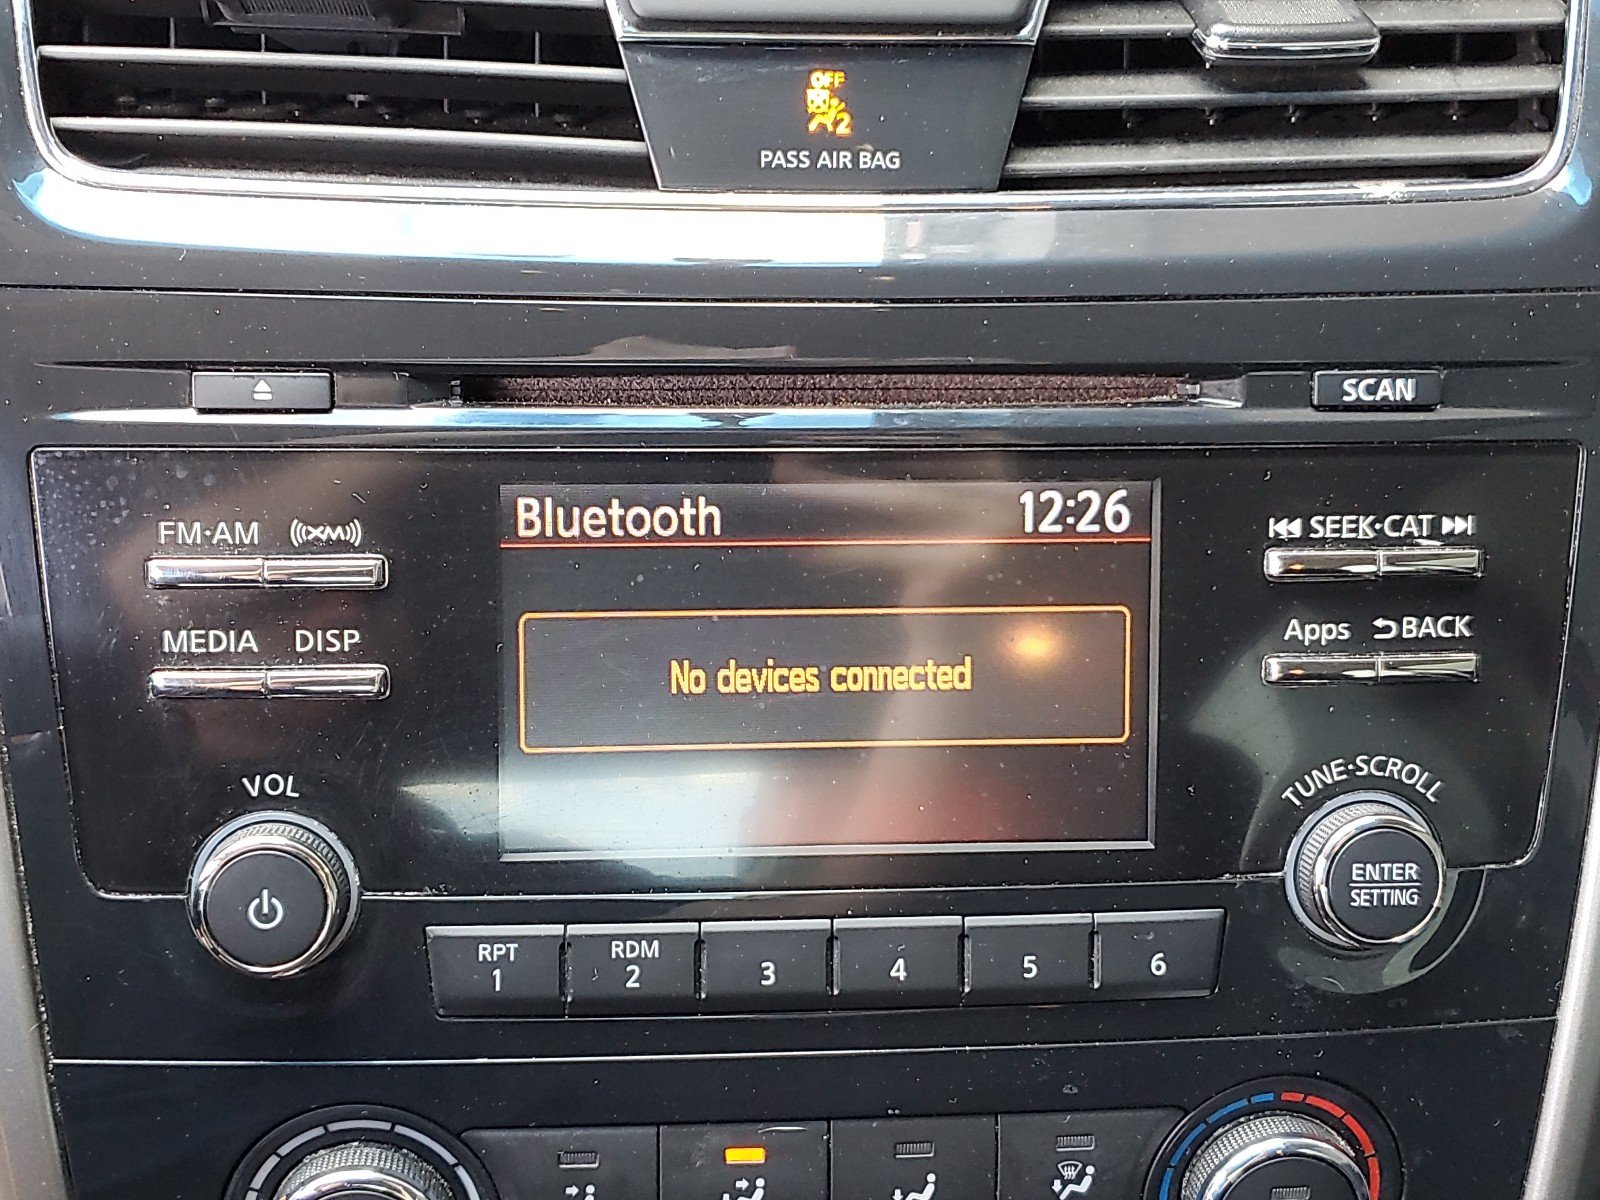 OFF
2
PASS AIR BAG
SCAN
Bluetooth 12:26
FM·AM XM
SEEK·CAT
MEDIA DISP
Apps BACK
No devices connected
VOL
TUNE·SCROLL
ENTER
SETTING
RPT RDM
1 2 3 4 5 6